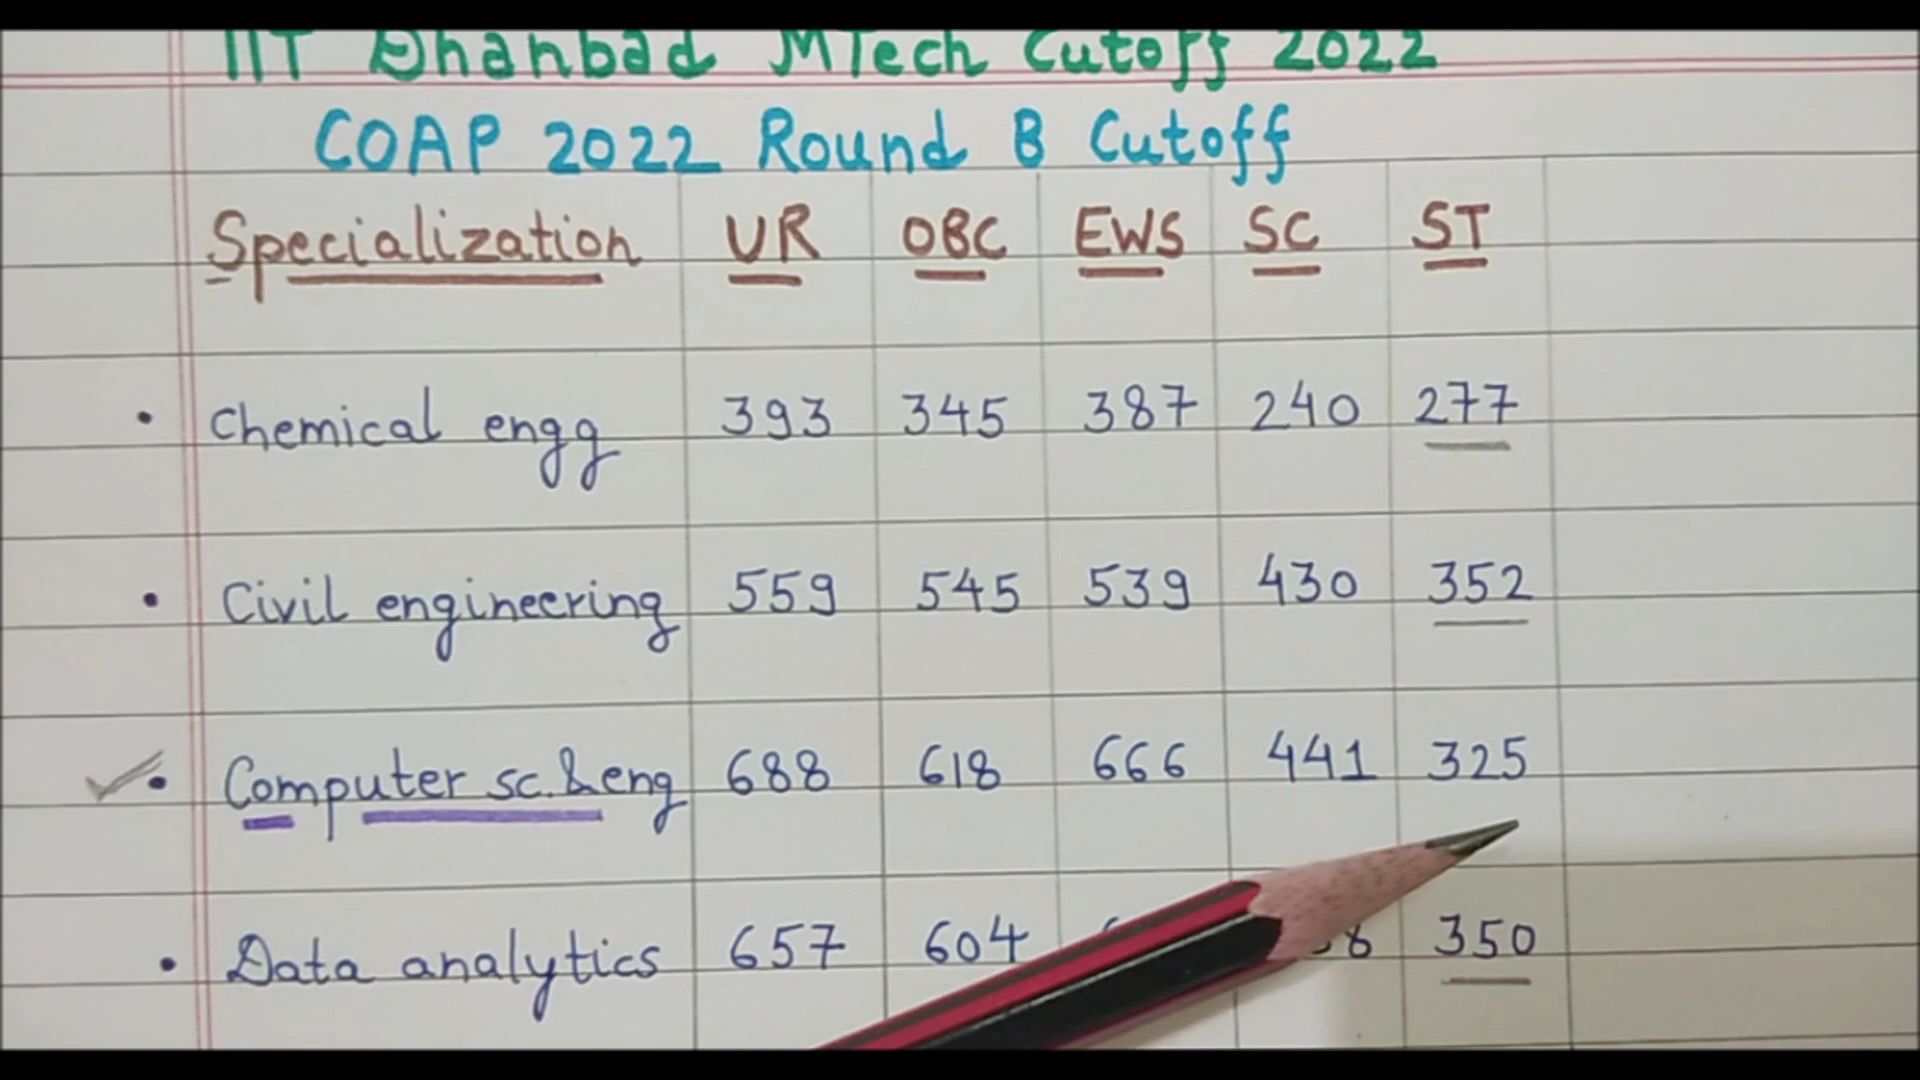 IIT Dhanbad MTech Cutoff 2022
COAP 2022 Round B Cutoff
Specialization UR OBC EWS SC ST
Chemical engg 393 345 387 240 277
Civil engineering 559 545 539 430 352
Computer sc. & eng 688 618 666 441 325
Data analytics 657 604 350